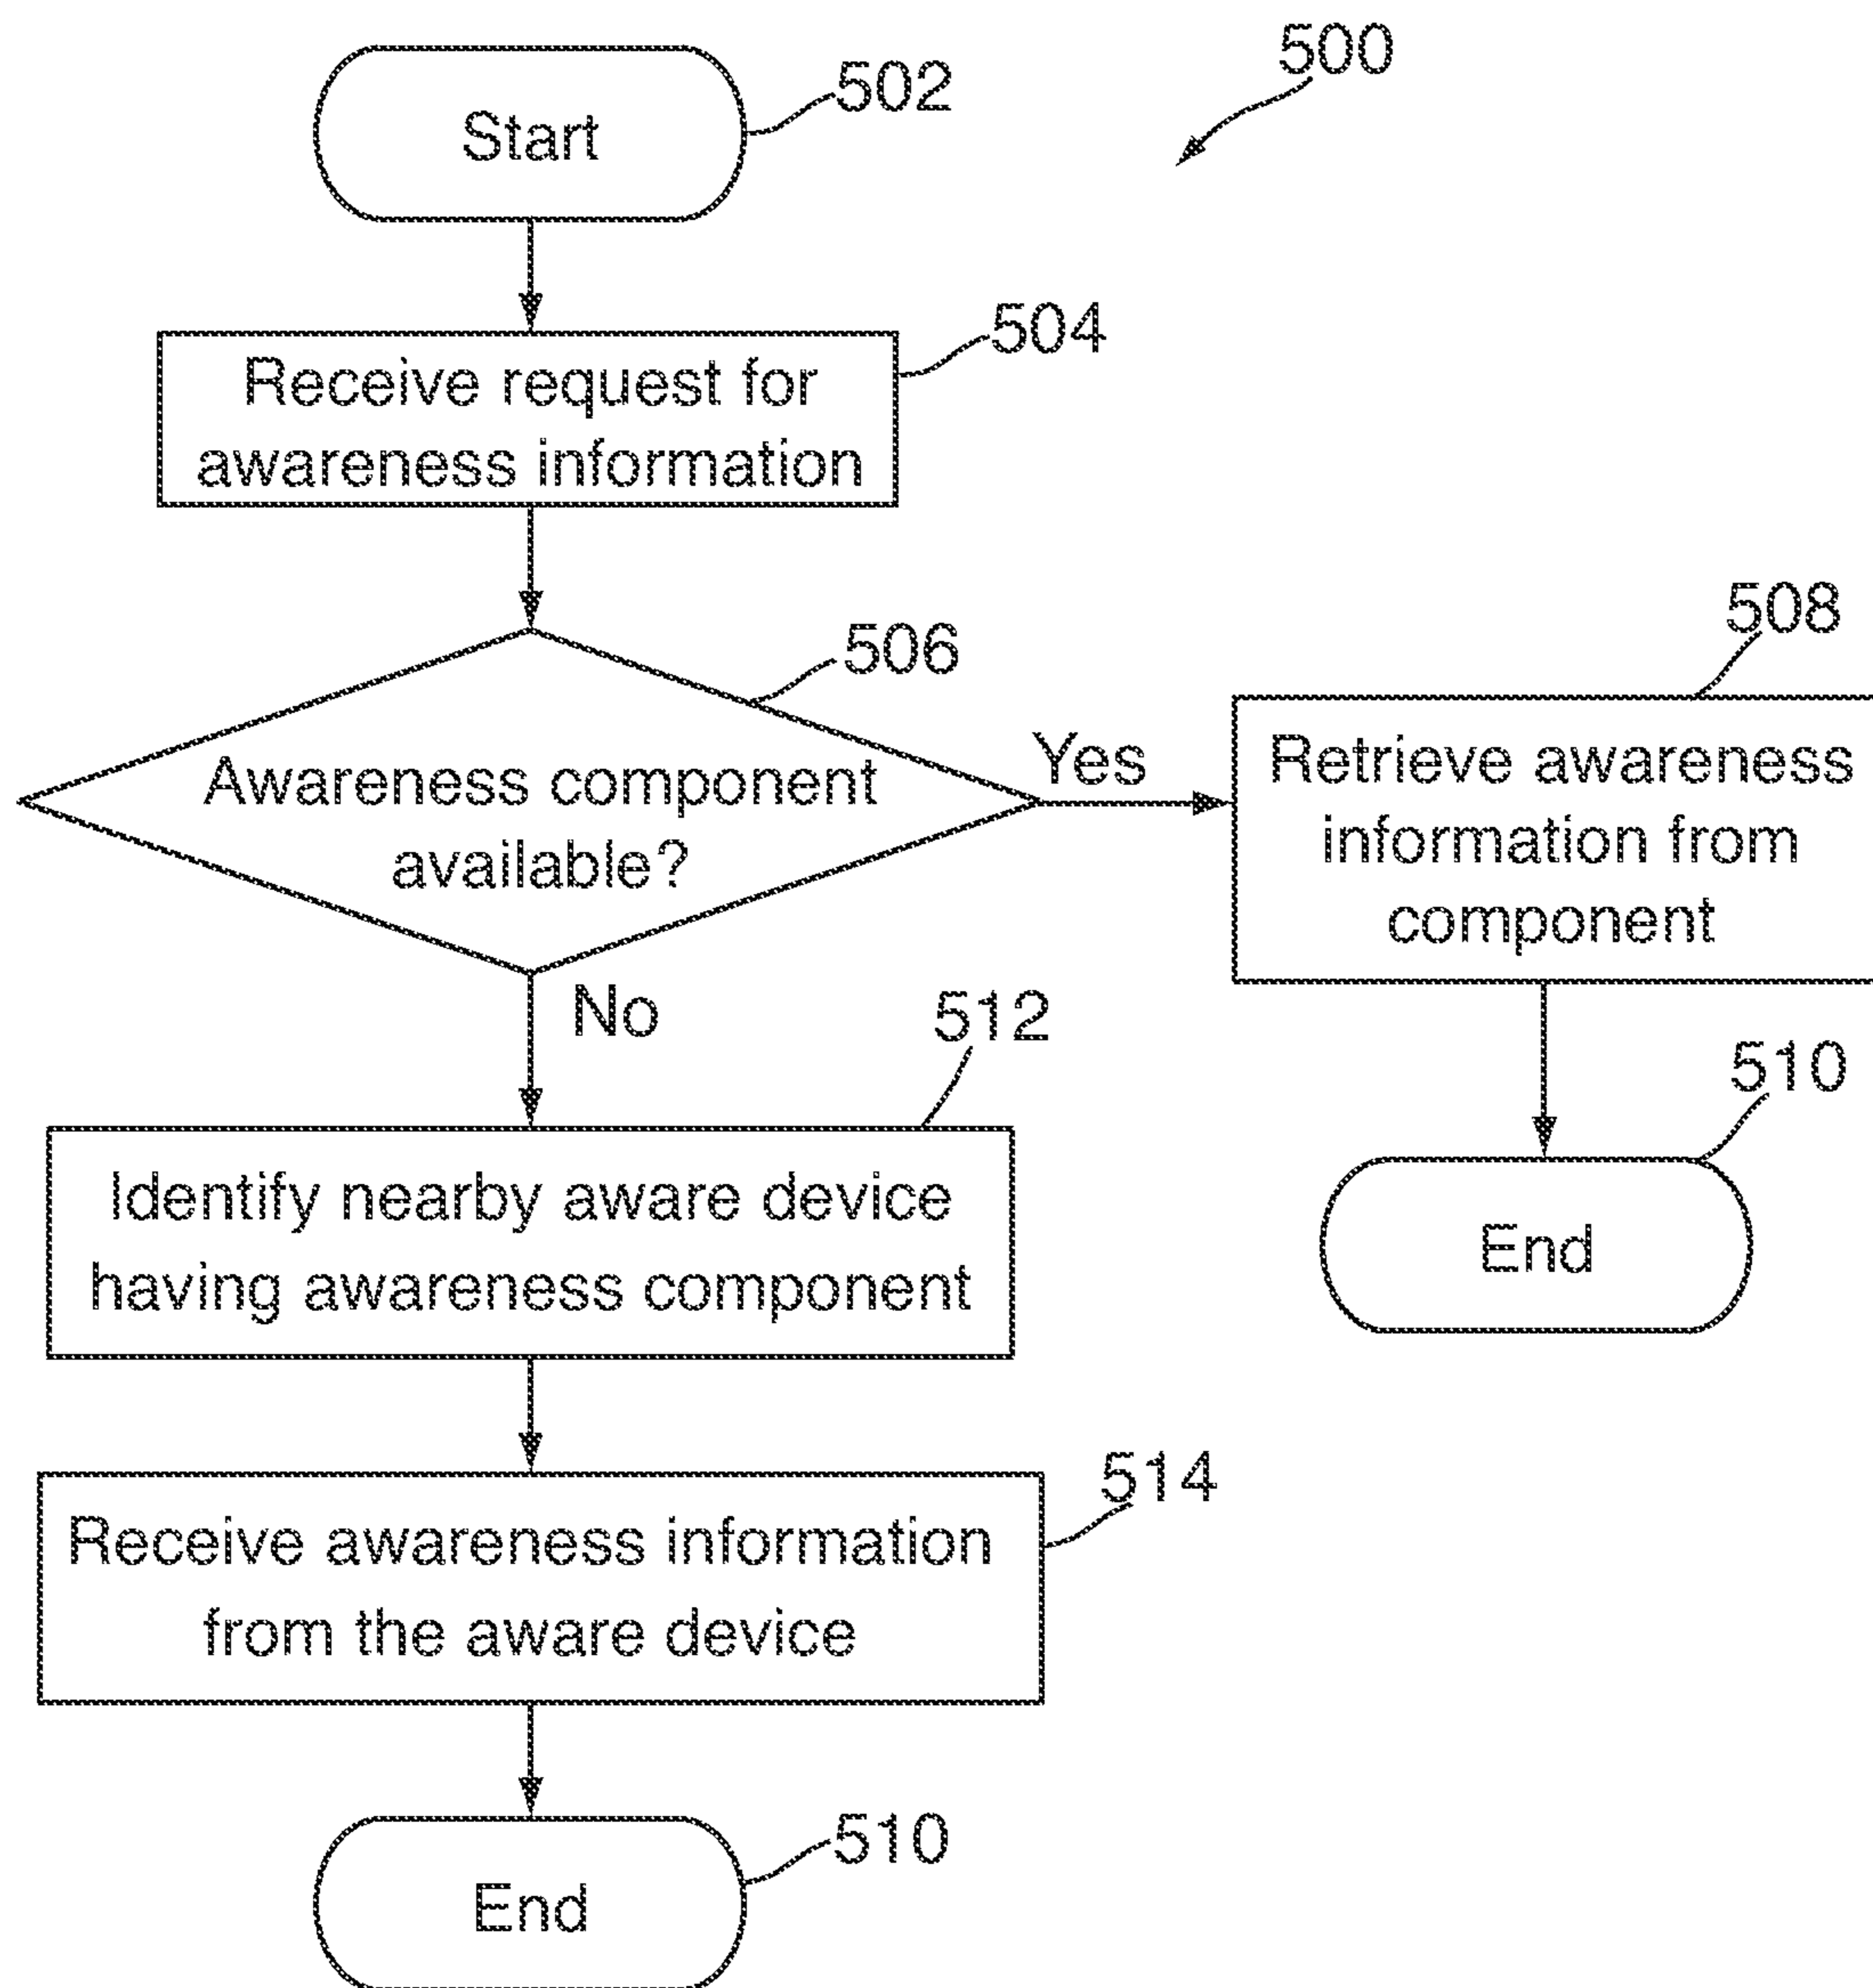 500
Start
502
Receive request for
awareness information
504
Awareness component
available?
506
Yes
Retrieve awareness
information from
component
508
End
510
No
Identify nearby aware device
having awareness component
512
Receive awareness information
from the aware device
514
End
510